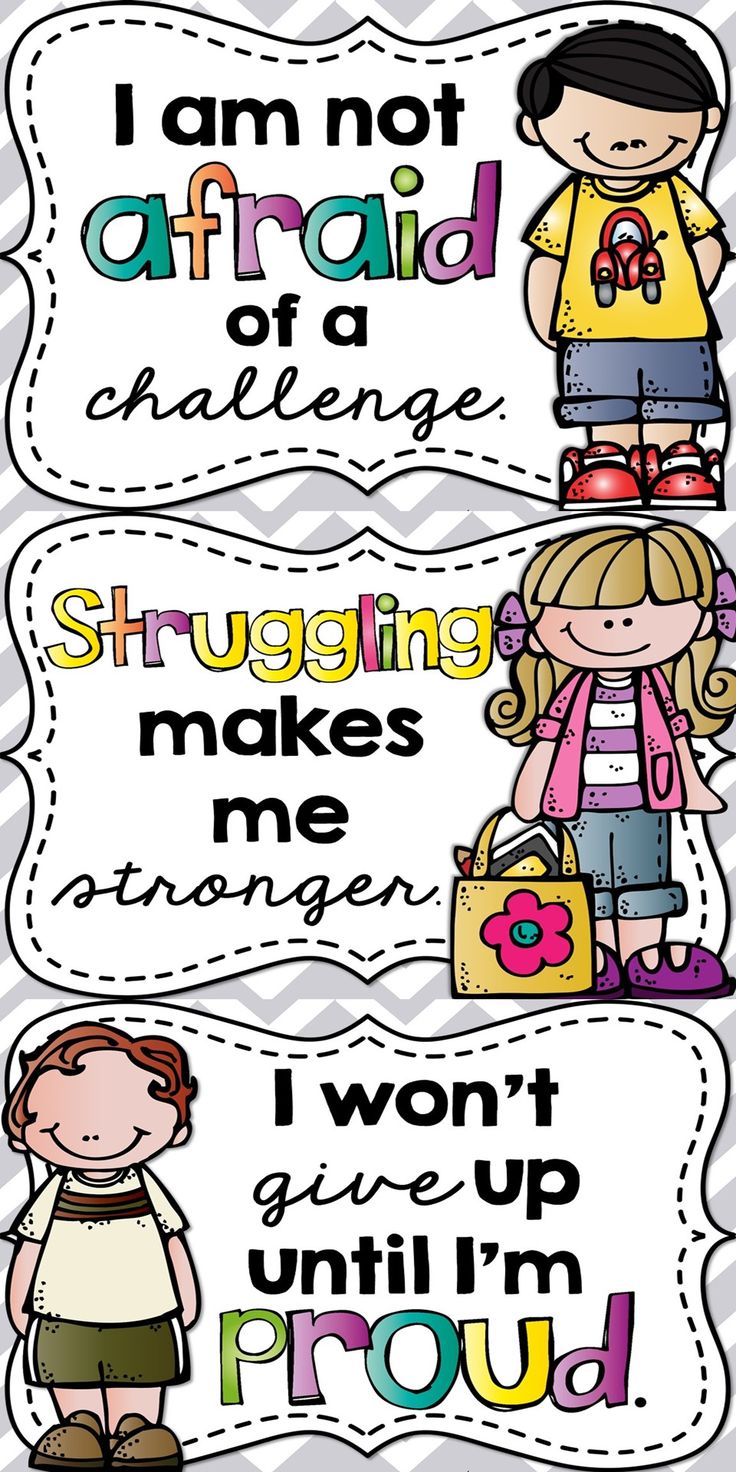 I am not
afraid
of a
challenge.
Struggling
makes
me
stronger.
I won't
give up
until I'm
proud.